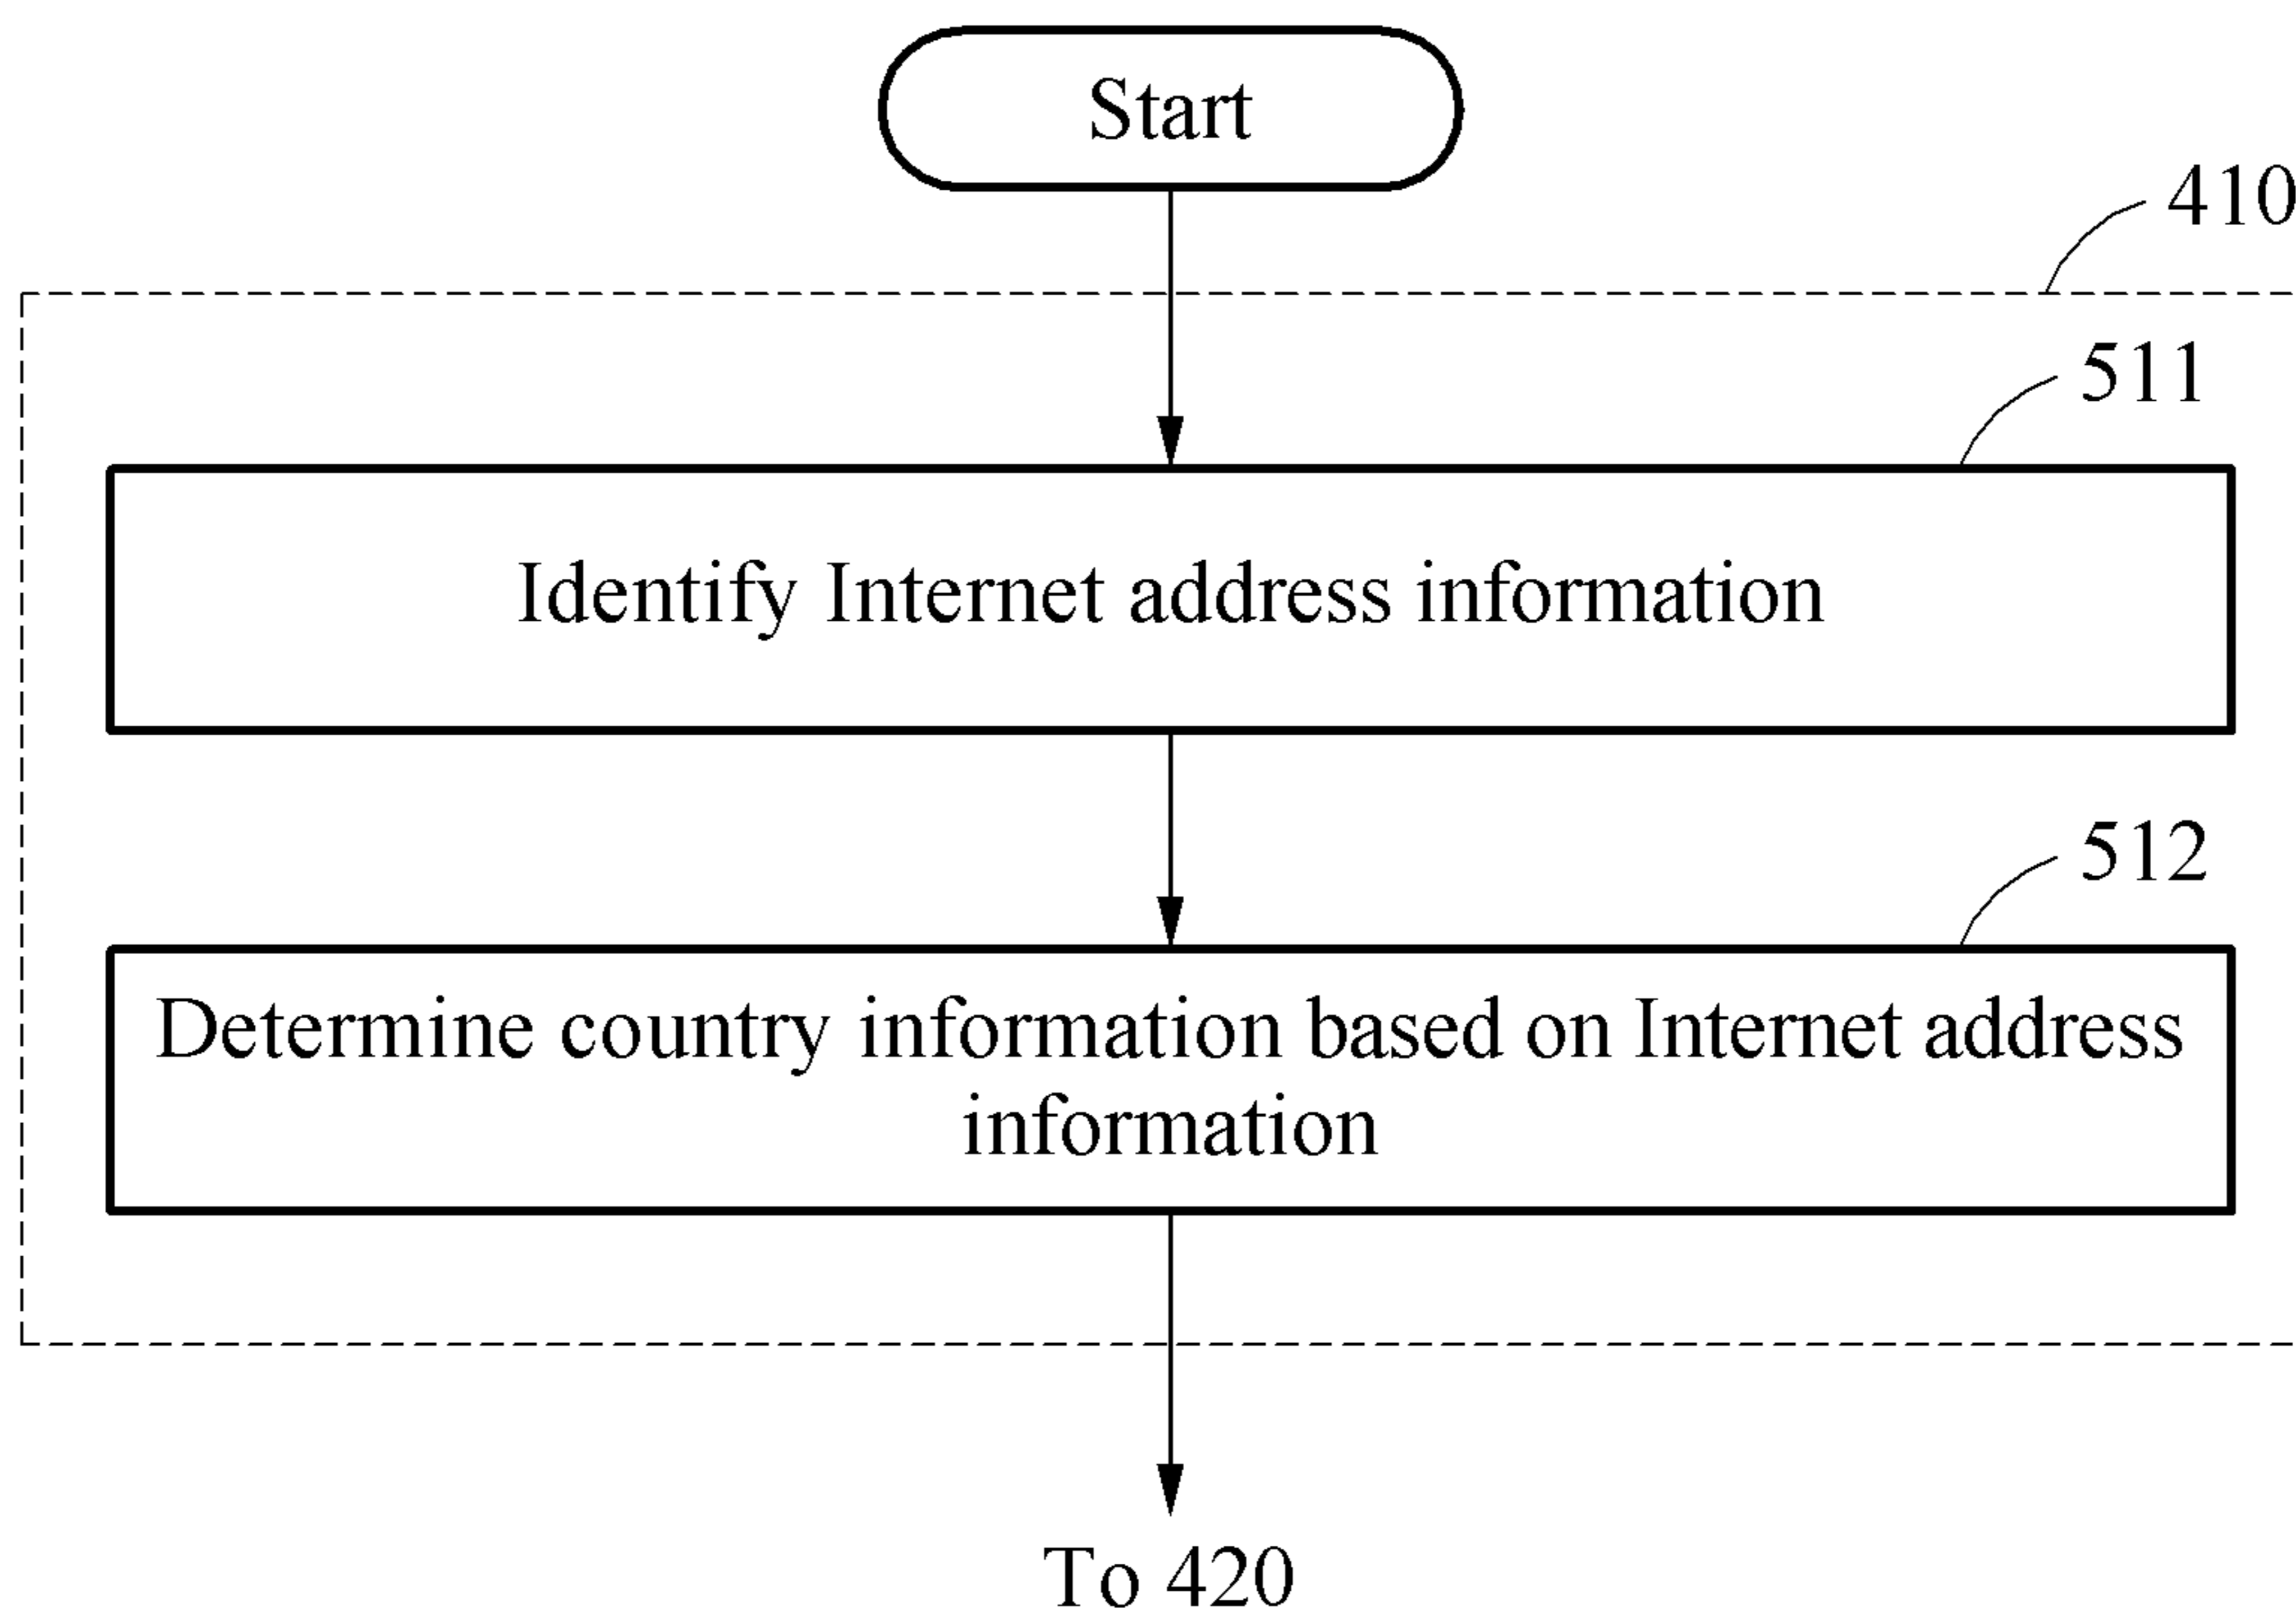 Start
410
511
Identify Internet address information
512
Determine country information based on Internet address
information
To 420